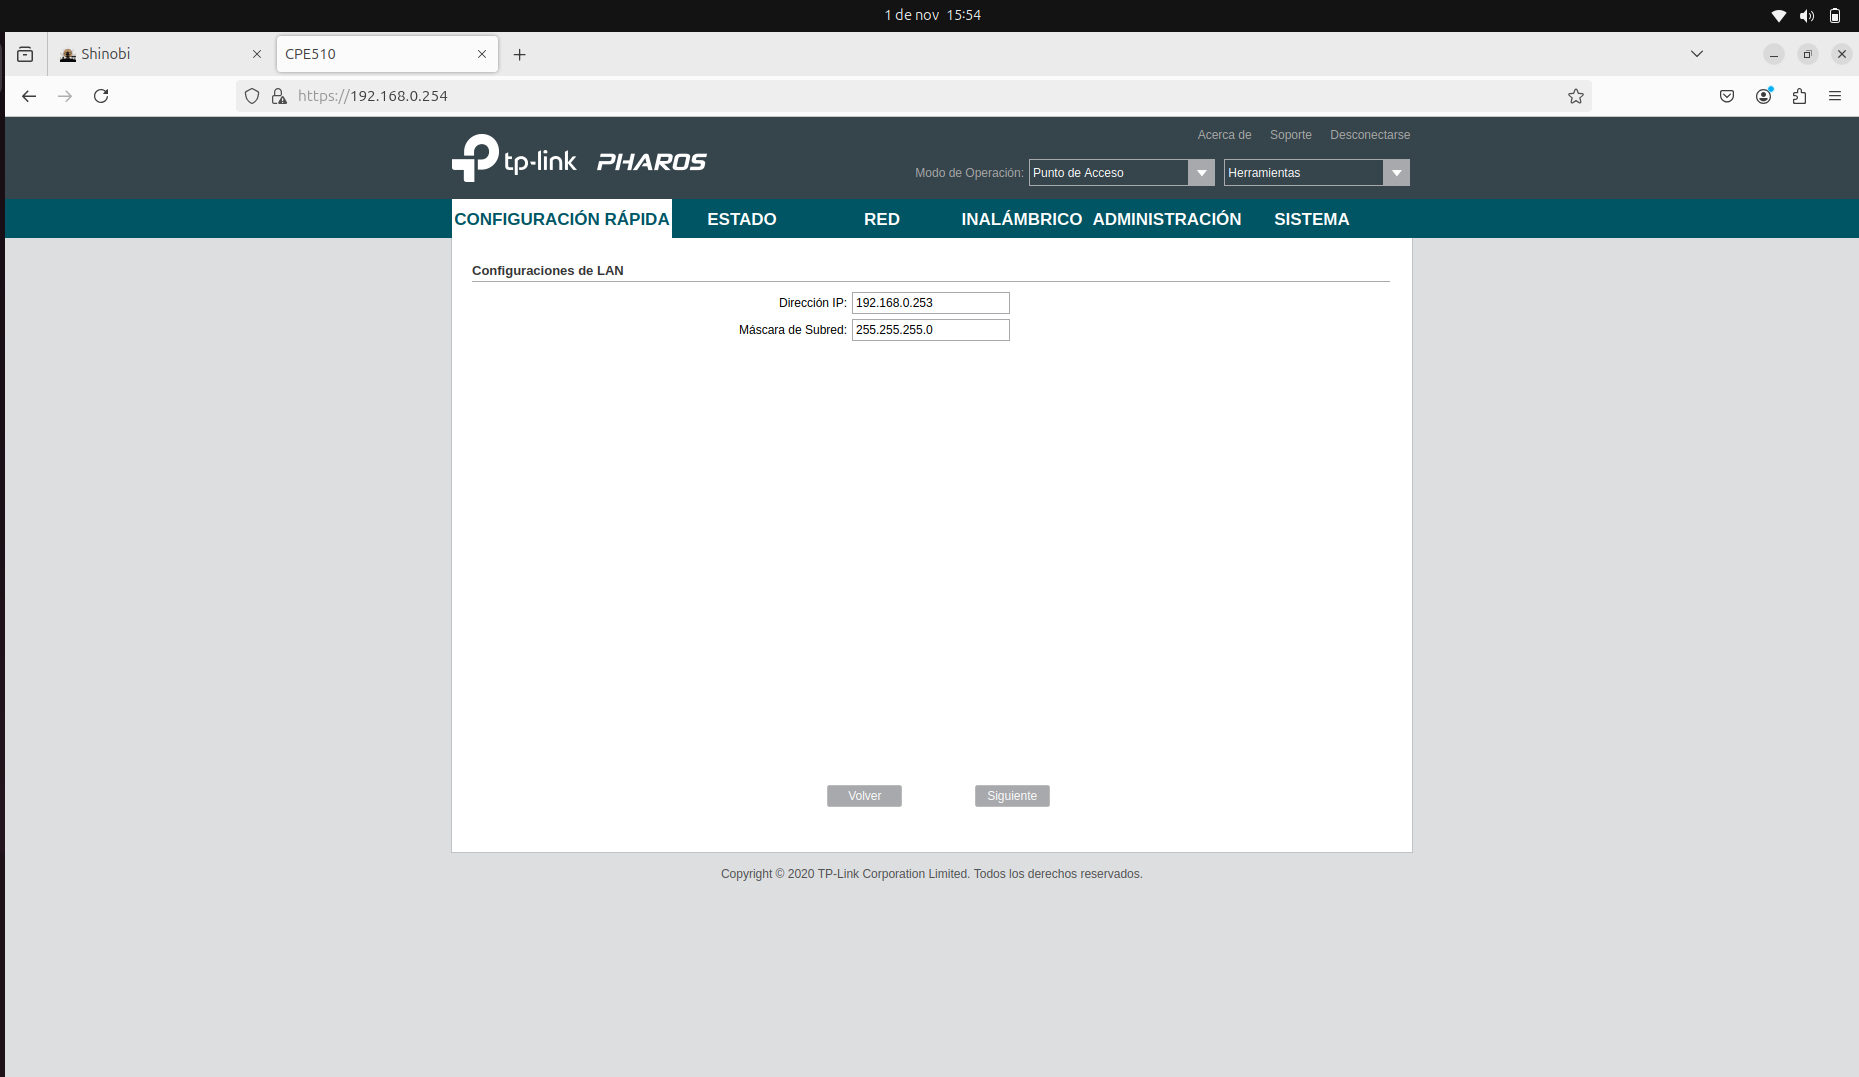 1 de nov 15:54
Shinobi
CPE510
https://192.168.0.254
tp-link PHAROS
Acerca de Soporte Desconectarse
Modo de Operación: Punto de Acceso Herramientas
CONFIGURACIÓN RÁPIDA ESTADO RED INALÁMBRICO ADMINISTRACIÓN SISTEMA
Configuraciones de LAN
Dirección IP: 192.168.0.253
Máscara de Subred: 255.255.255.0
Volver Siguiente
Copyright © 2020 TP-Link Corporation Limited. Todos los derechos reservados.